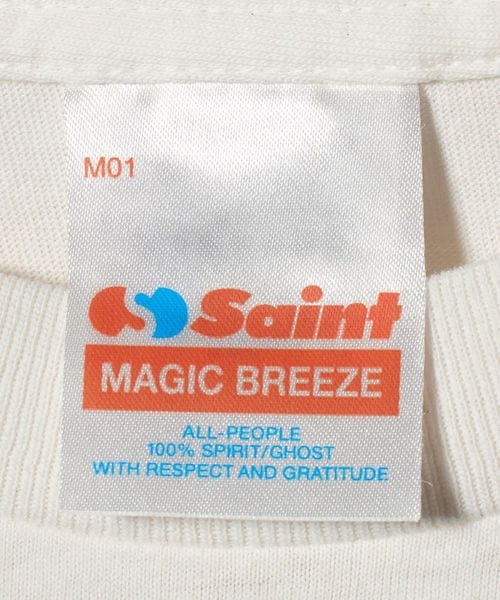 M01
Saint
MAGIC BREEZE
ALL-PEOPLE
100% SPIRIT/GHOST
WITH RESPECT AND GRATITUDE